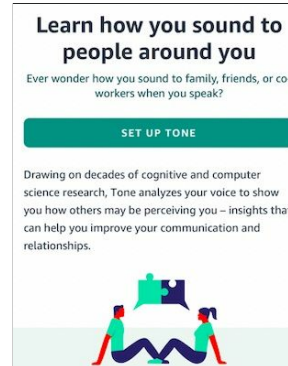 Learn how you sound to
people around you
Ever wonder how you sound to family, friends, or co-
workers when you speak?
SET UP TONE
Drawing on decades of cognitive and computer
science research, Tone analyzes your voice to show
you how others may be perceiving you – insights that
can help you improve your communication and
relationships.